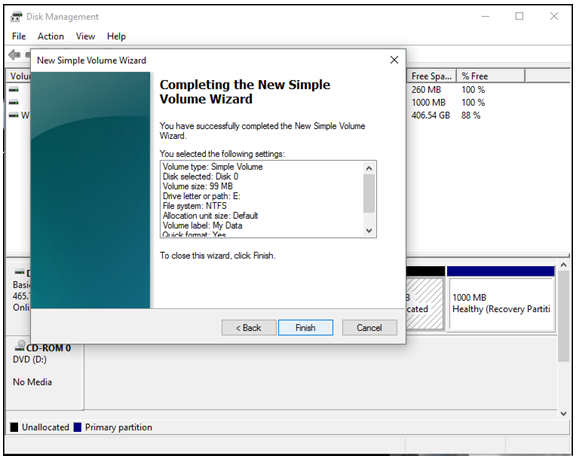 Disk Management
File Action View Help
New Simple Volume Wizard
Completing the New Simple
Volume Wizard
You have successfully completed the New Simple Volume
Wizard.
You selected the following settings:
Volume type: Simple Volume
Disk selected: Disk 0
Volume size: 99 MB
Drive letter or path: E:
File system: NTFS
Allocation unit size: Default
Volume label: My Data
Quick format: Yes
To close this wizard, click Finish.
< Back Finish Cancel
Free Spa... % Free
260 MB 100 %
1000 MB 100 %
W 406.54 GB 88 %
Basi
465.
Onli
cated
1000 MB
Healthy (Recovery Partiti
CD-ROM 0
DVD (D:)
No Media
Unallocated Primary partition